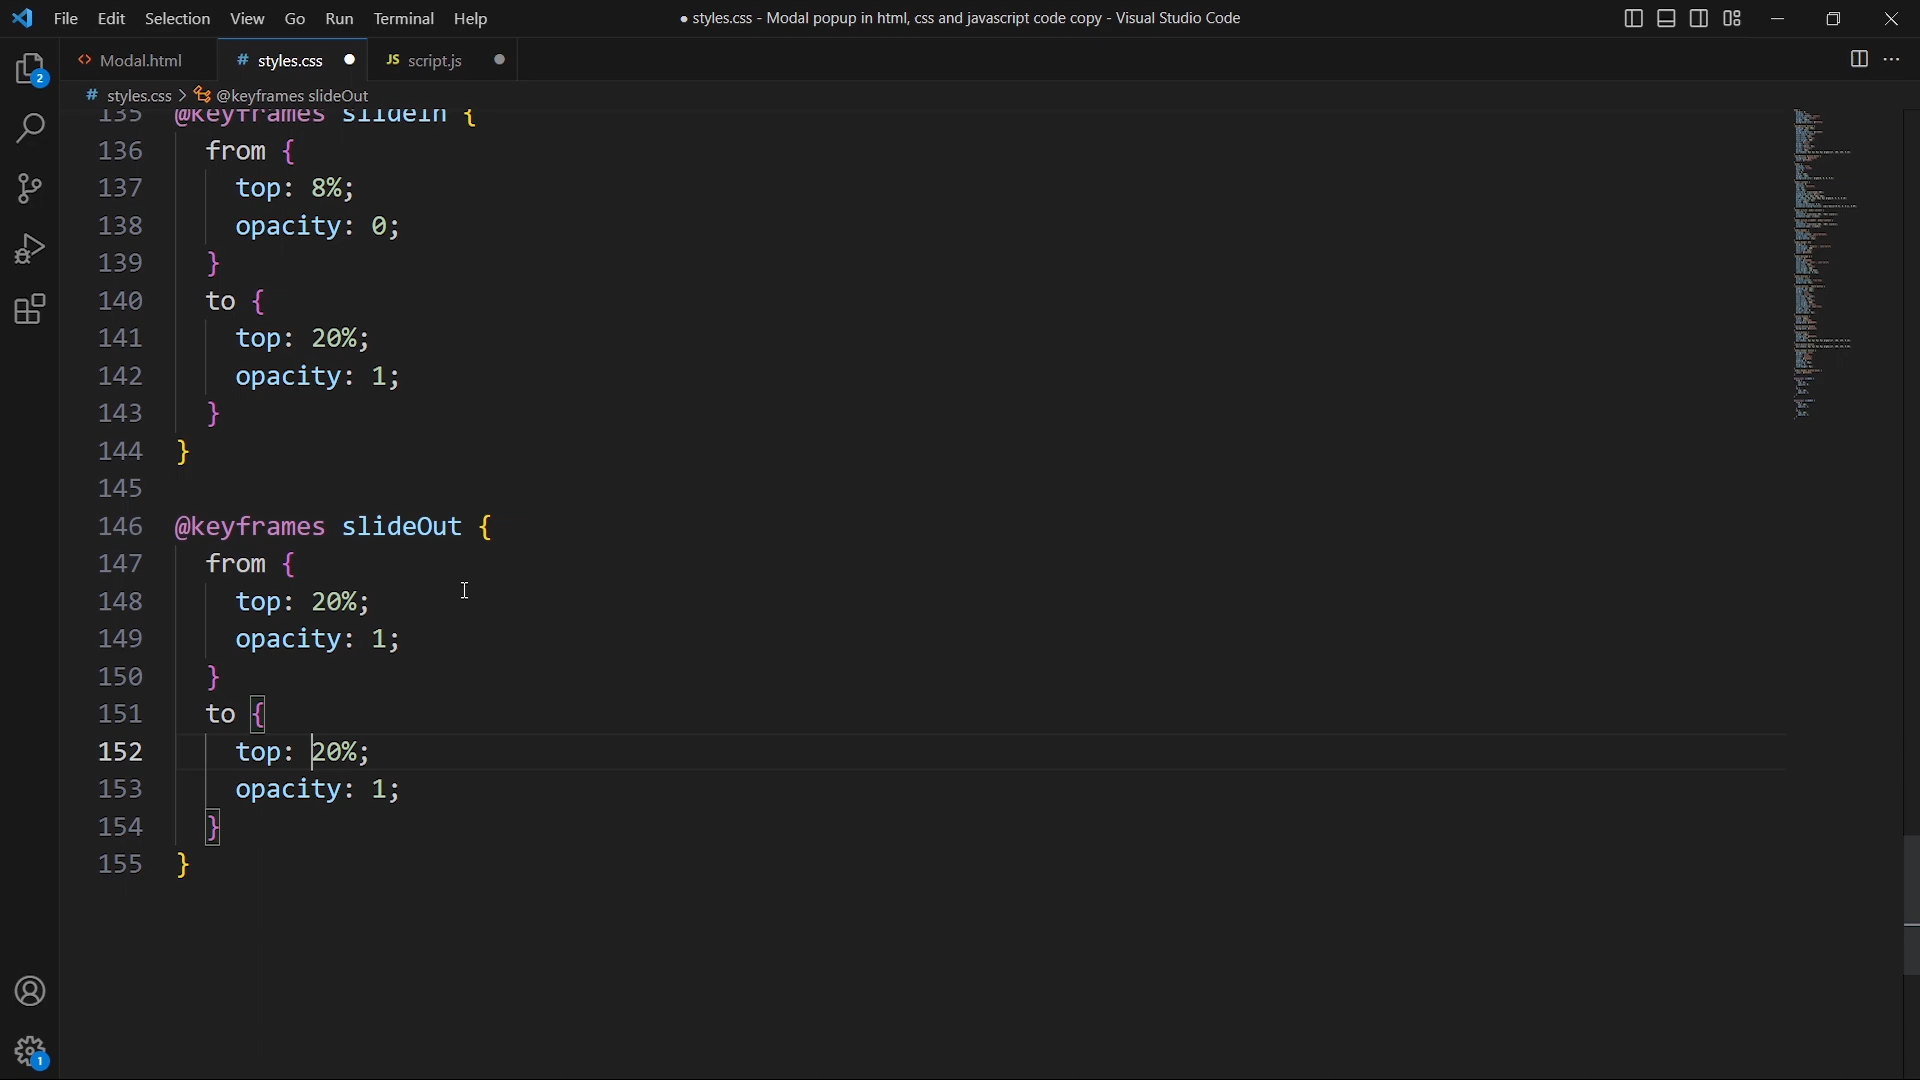 File Edit Selection View Go Run Terminal Help
● styles.css - Modal popup in html, css and javascript code copy - Visual Studio Code
<> Modal.html
# styles.css ●
JS script.js ●
# styles.css > @keyframes slideOut
2
135 @keyframes slideIn {
136 from {
137 top: 8%;
138 opacity: 0;
139 }
140 to {
141 top: 20%;
142 opacity: 1;
143 }
144 }
145
146 @keyframes slideOut {
147 from {
148 top: 20%;
149 opacity: 1;
150 }
151 to {
152 top: 20%;
153 opacity: 1;
154 }
155 }
1